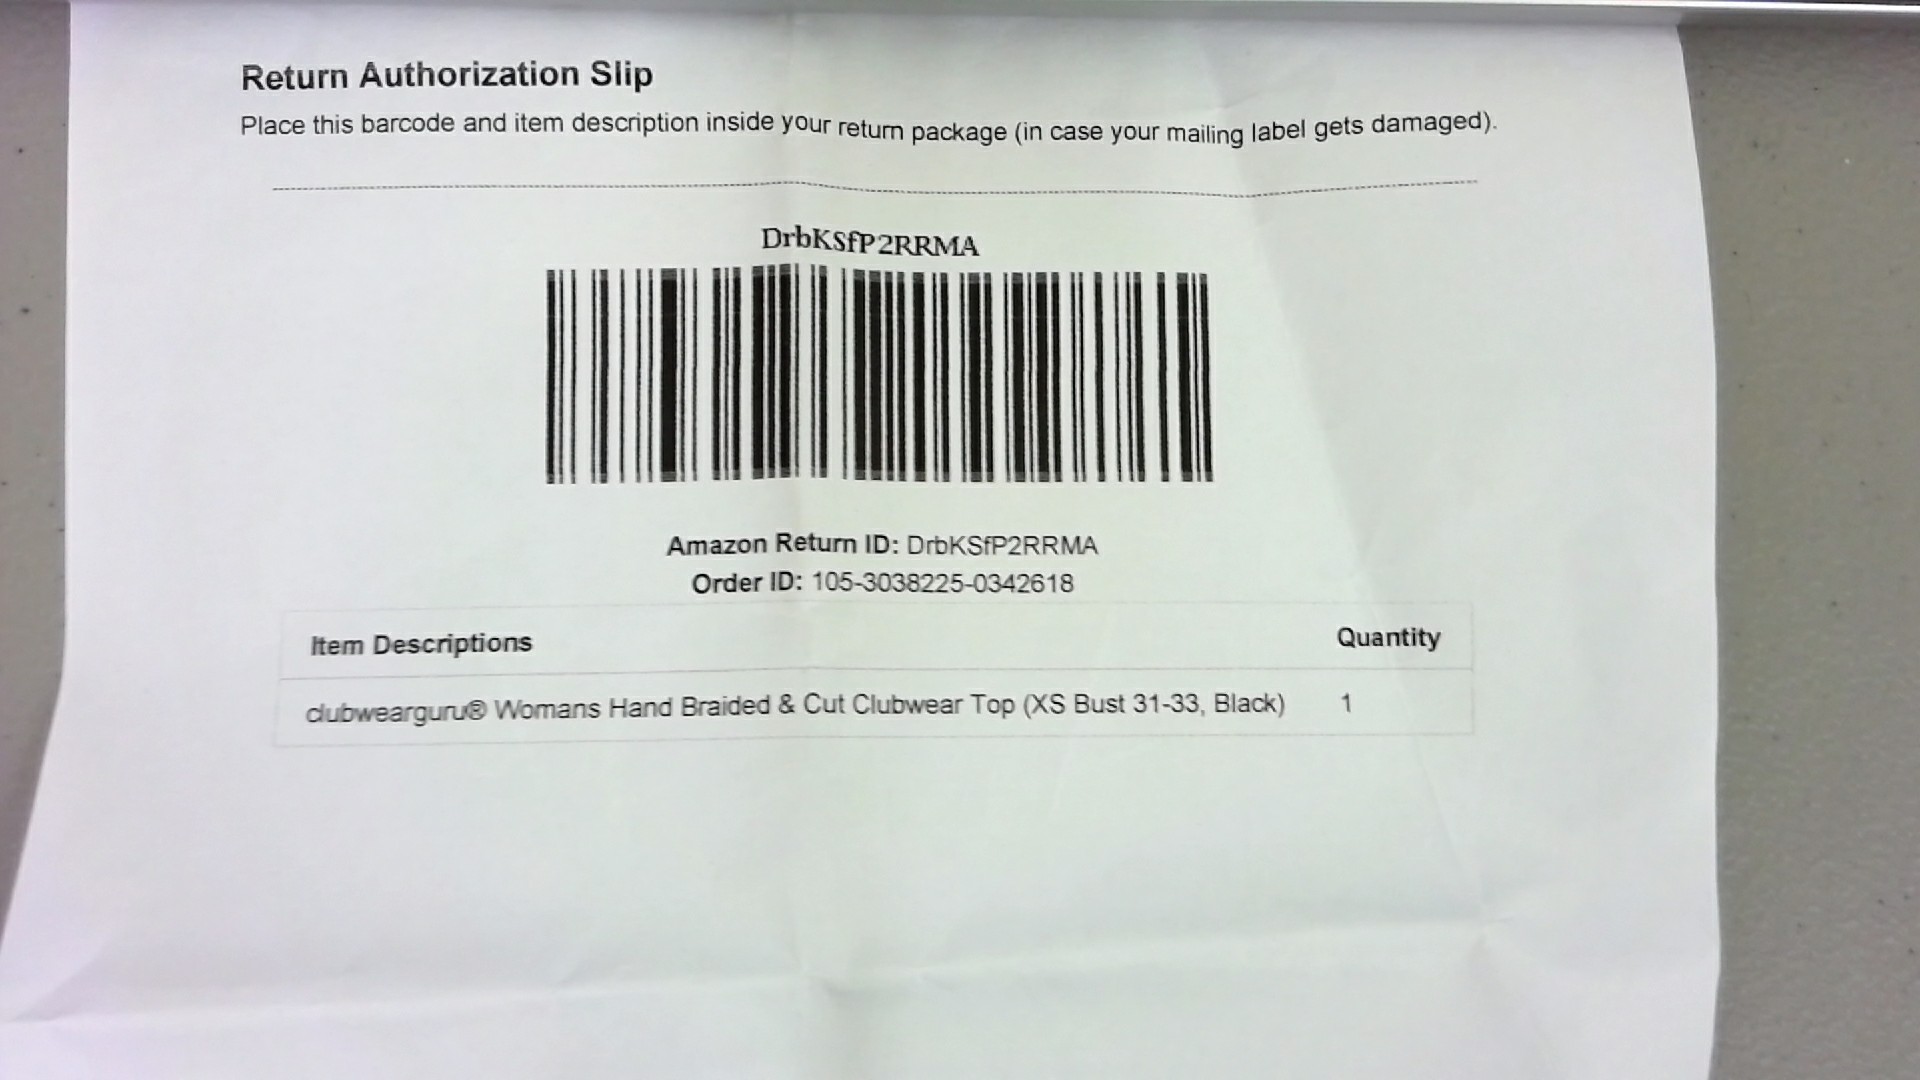 Return Authorization Slip
Place this barcode and item description inside your return package (in case your mailing label gets damaged).
DrbKSfP2RRMA
Amazon Return ID: DrbKSfP2RRMA
Order ID: 105-3038225-0342618
Item Descriptions Quantity
clubwearguru® Womans Hand Braided & Cut Clubwear Top (XS Bust 31-33, Black) 1